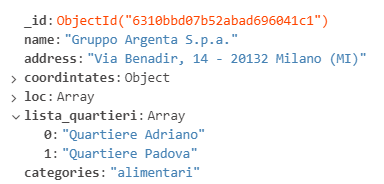 _id: ObjectId("6310bbd07b52abad696041c1")
name: "Gruppo Argenta S.p.a."
address: "Via Benadir, 14 - 20132 Milano (MI)"
coordintates: Object
loc: Array
lista_quartieri: Array
0: "Quartiere Adriano"
1: "Quartiere Padova"
categories: "alimentari"